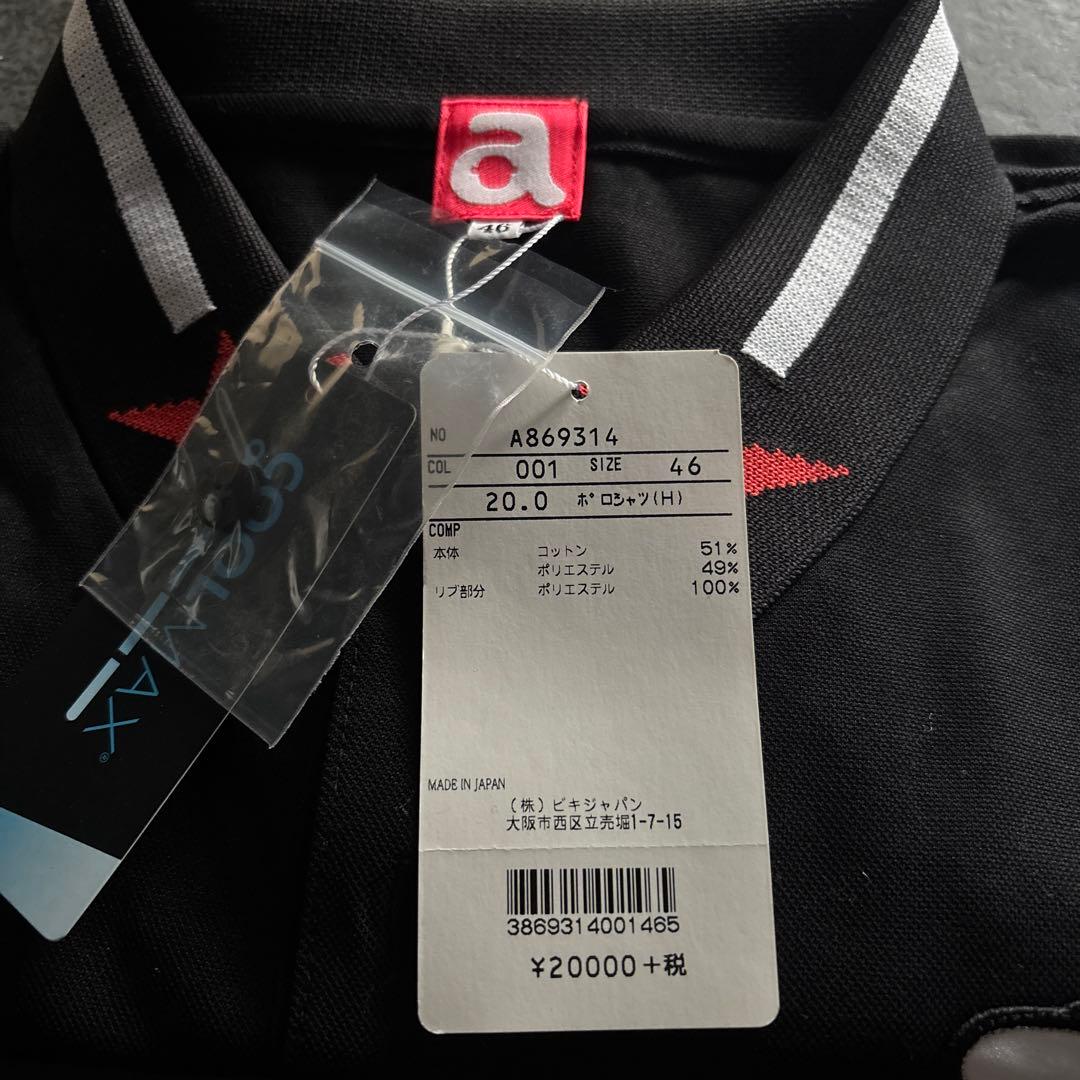 a
46
COOLMAX®
NO A869314
COL 001 SIZE 46
20.0 ポロシャツ(H)
COMP
本体 コットン 51%
ポリエステル 49%
リブ部分 ポリエステル 100%
MADE IN JAPAN
(株)ビキジャパン
大阪市西区立売堀1-7-15
3869314001465
¥20000+税